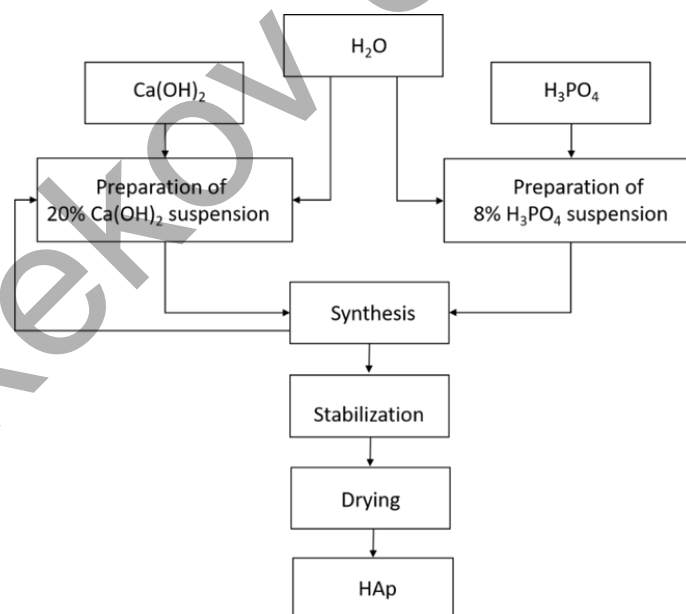 H₂O
Ca(OH)₂
H₃PO₄
Preparation of
20% Ca(OH)₂ suspension
Preparation of
8% H₃PO₄ suspension
Synthesis
Stabilization
Drying
HAp